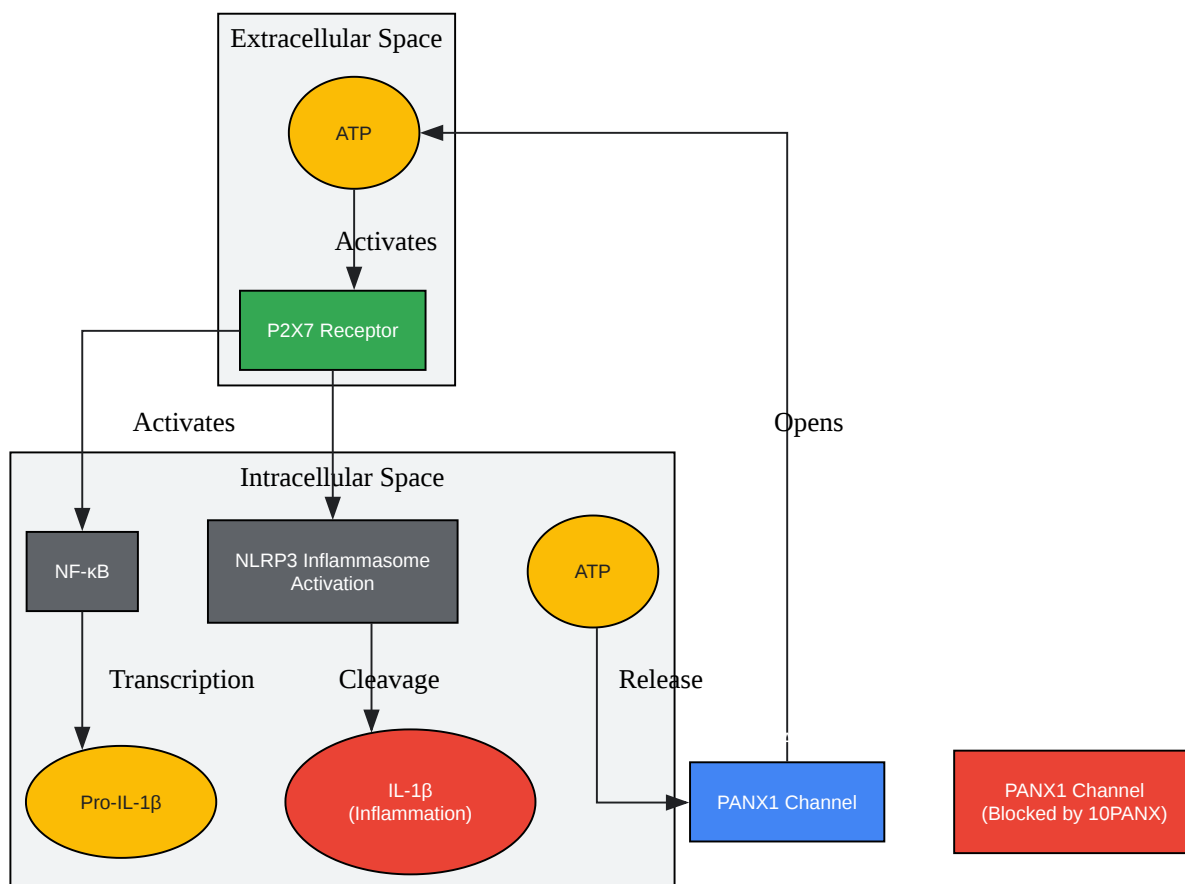 Extracellular Space
ATP
Activates
P2X7 Receptor
Activates
Opens
Intracellular Space
NF-κB
NLRP3 Inflammasome
Activation
ATP
Transcription
Cleavage
Release
Pro-IL-1β
IL-1β
(Inflammation)
PANX1 Channel
PANX1 Channel
(Blocked by 10PANX)